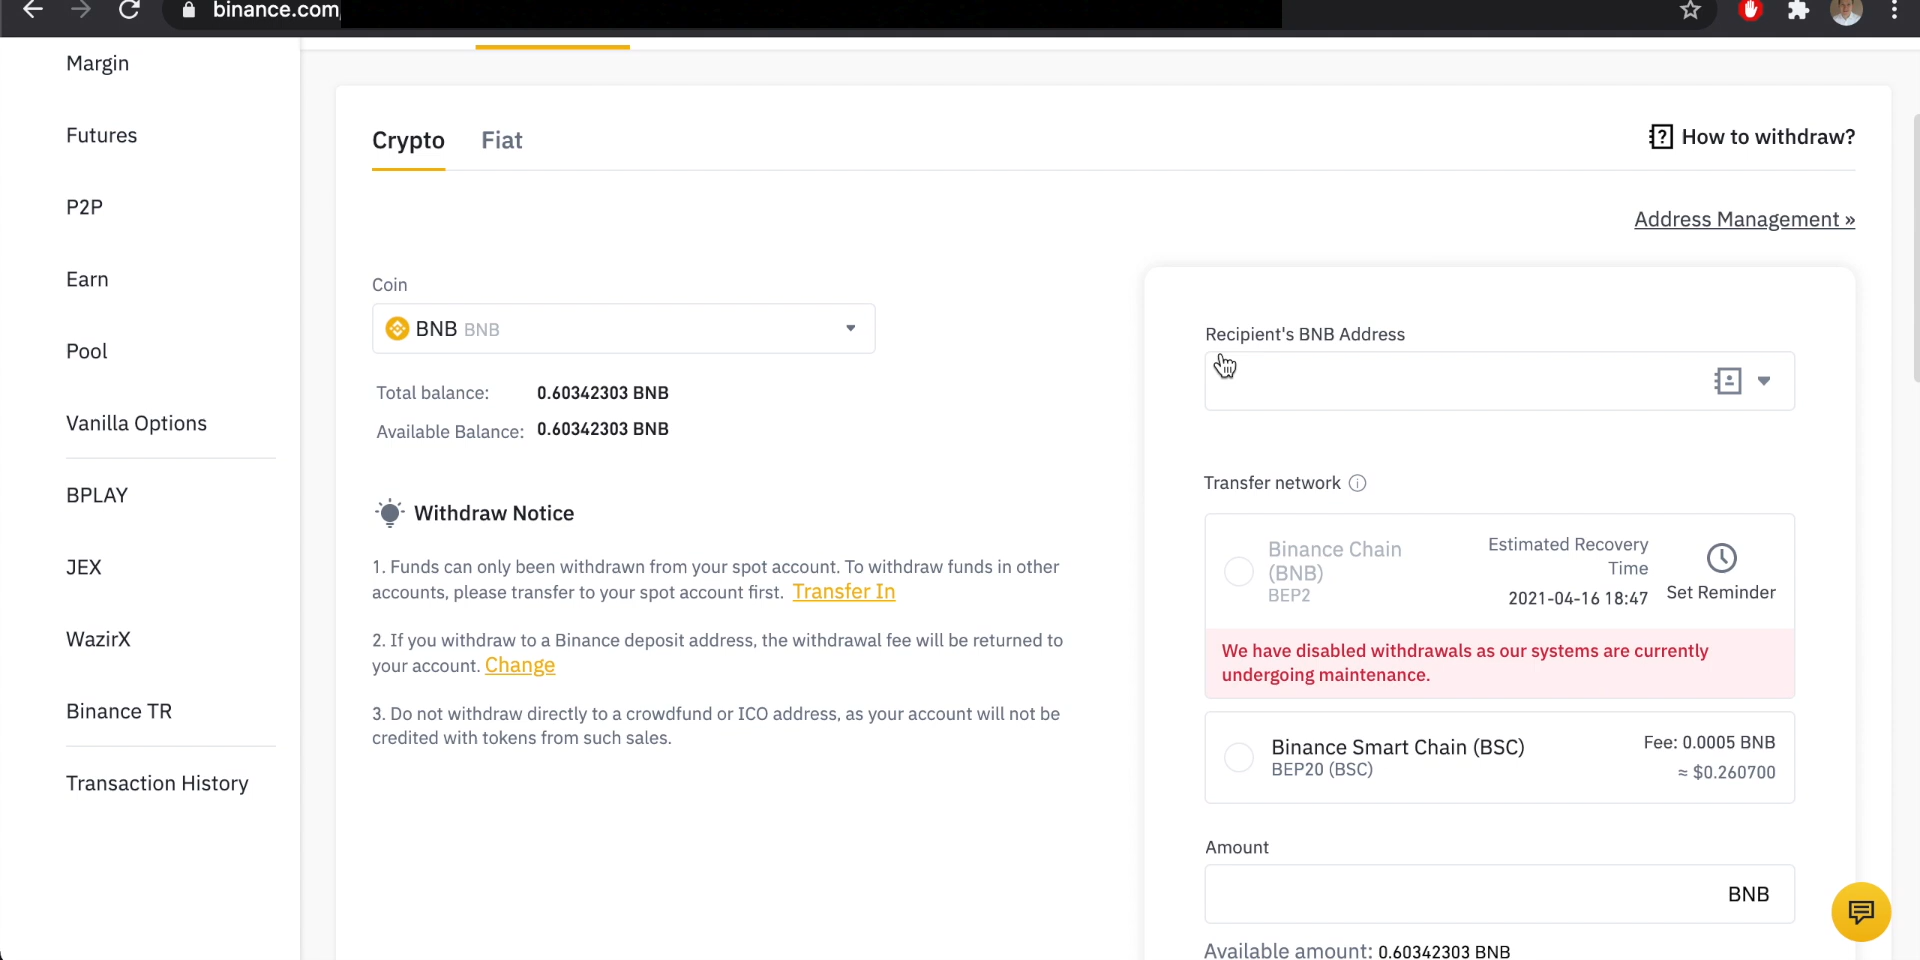 binance.com
Margin
Futures
P2P
Earn
Pool
Vanilla Options
BPLAY
JEX
WazirX
Binance TR
Transaction History
Crypto Fiat
How to withdraw?
Address Management »
Coin
BNB BNB
Total balance: 0.60342303 BNB
Available Balance: 0.60342303 BNB
Withdraw Notice
1. Funds can only been withdrawn from your spot account. To withdraw funds in other
accounts, please transfer to your spot account first. Transfer In
2. If you withdraw to a Binance deposit address, the withdrawal fee will be returned to
your account. Change
3. Do not withdraw directly to a crowdfund or ICO address, as your account will not be
credited with tokens from such sales.
Recipient's BNB Address
Transfer network
Binance Chain
(BNB)
BEP2
Estimated Recovery
Time
2021-04-16 18:47
Set Reminder
We have disabled withdrawals as our systems are currently
undergoing maintenance.
Binance Smart Chain (BSC)
BEP20 (BSC)
Fee: 0.0005 BNB
≈ $0.260700
Amount
BNB
Available amount: 0.60342303 BNB